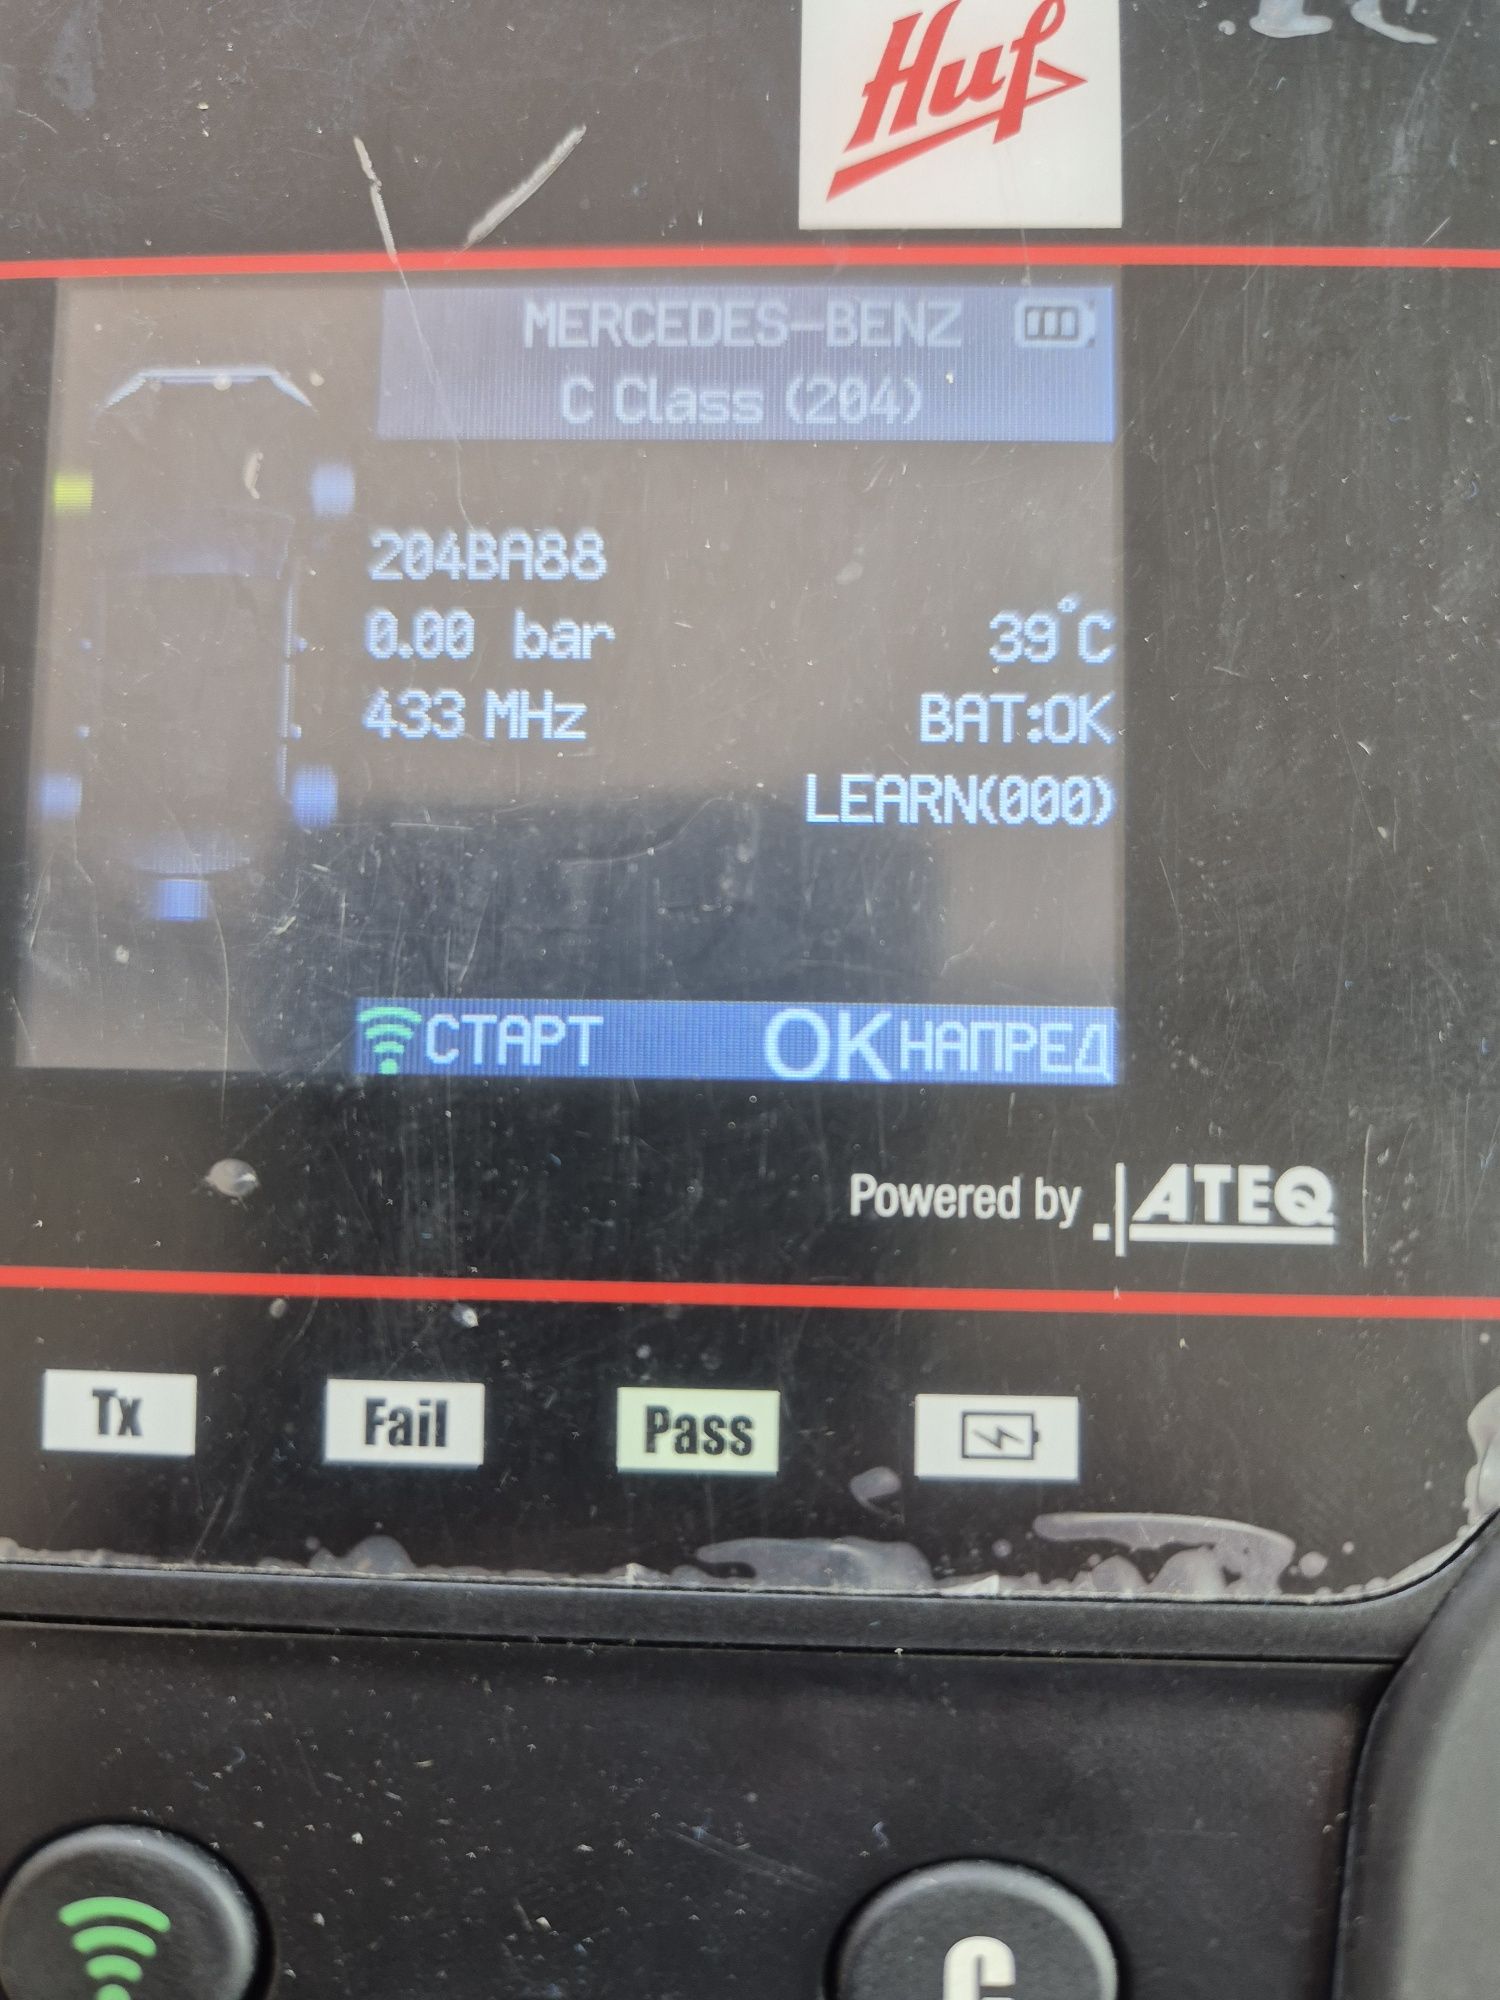 Huf
MERCEDES-BENZ
C Class (204)
204BA88
0.00 bar 39°C
433 MHz BAT:OK
LEARN(000)
СТАРТ OK НАПРЕД
Powered by ATEQ
Tx Fail Pass
C